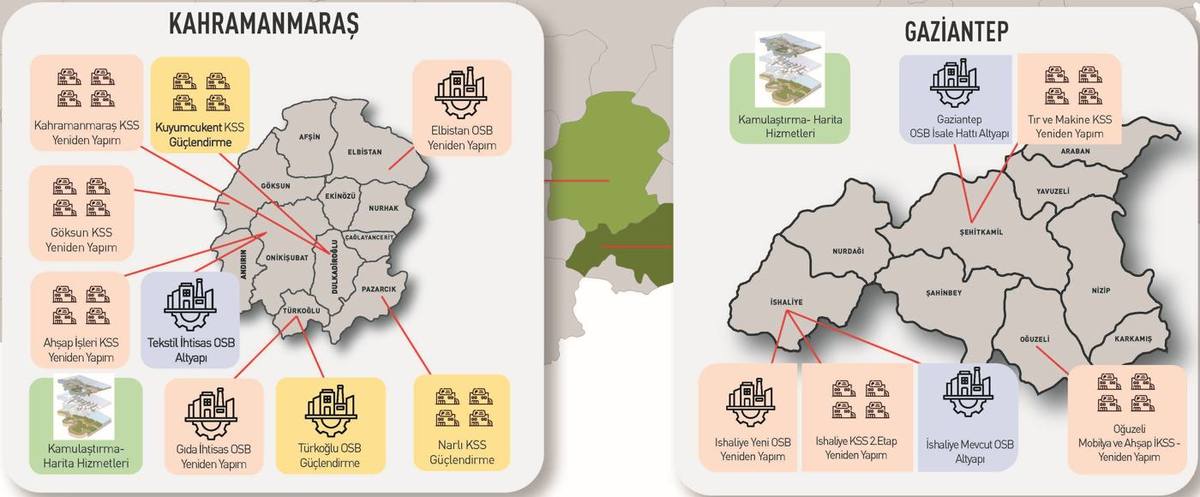 KAHRAMANMARAŞ
Kahramanmaraş KSS
Yeniden Yapım
Kuyumcukent KSS
Güçlendirme
Elbistan OSB
Yeniden Yapım
Göksun KSS
Yeniden Yapım
Ahşap İşleri KSS
Yeniden Yapım
Tekstil İhtisas OSB
Altyapı
Kamulaştırma-
Harita Hizmetleri
Gıda İhtisas OSB
Yeniden Yapım
Türkoğlu OSB
Güçlendirme
Narlı KSS
Güçlendirme
AFŞİN
ELBİSTAN
GÖKSUN
EKİNÖZÜ
NURHAK
ÇAĞLAYANCERİT
ANDIRIN
ONİKİŞUBAT
DULKADİROĞLU
PAZARCIK
TÜRKOĞLU
GAZİANTEP
Kamulaştırma- Harita
Hizmetleri
Gaziantep
OSB İsale Hattı Altyapı
Tır ve Makine KSS
Yeniden Yapım
ARABAN
YAVUZELİ
ŞEHİTKAMİL
NURDAĞI
ŞAHİNBEY
NİZİP
İSHALİYE
OĞUZELİ
KARKAMIŞ
Ishaliye Yeni OSB
Yeniden Yapım
Ishaliye KSS 2.Etap
Yeniden Yapım
İshaliye Mevcut OSB
Altyapı
Oğuzeli
Mobilya ve Ahşap İKSS -
Yeniden Yapım